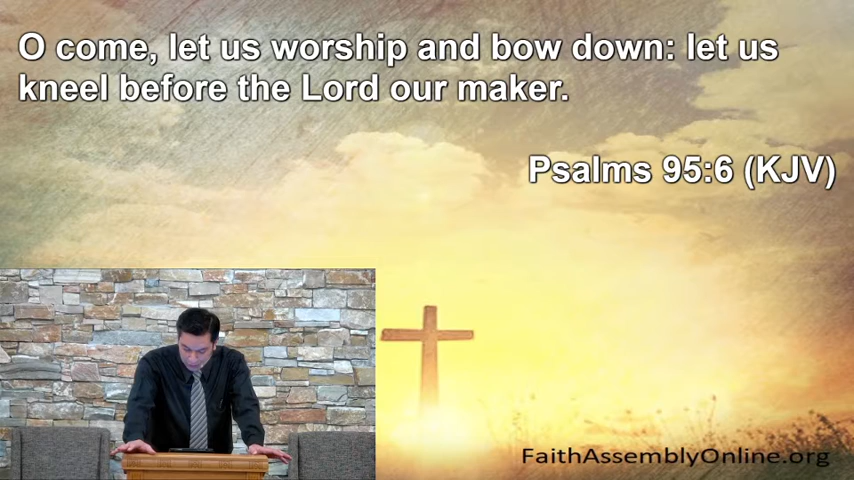 O come, let us worship and bow down: let us
kneel before the Lord our maker.
Psalms 95:6 (KJV)
FaithAssemblyOnline.org